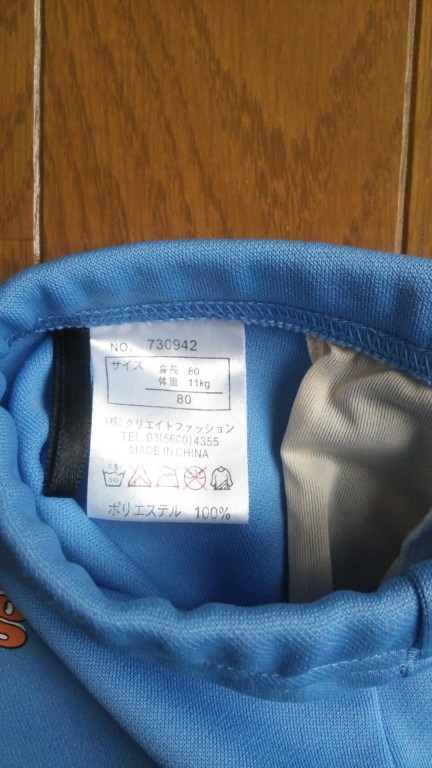 NO. 730942
サイズ
身長 80
体重 11kg
80
(株)クリエイトファッション
TEL.03(5600)4355
MADE IN CHINA
ポリエステル 100%